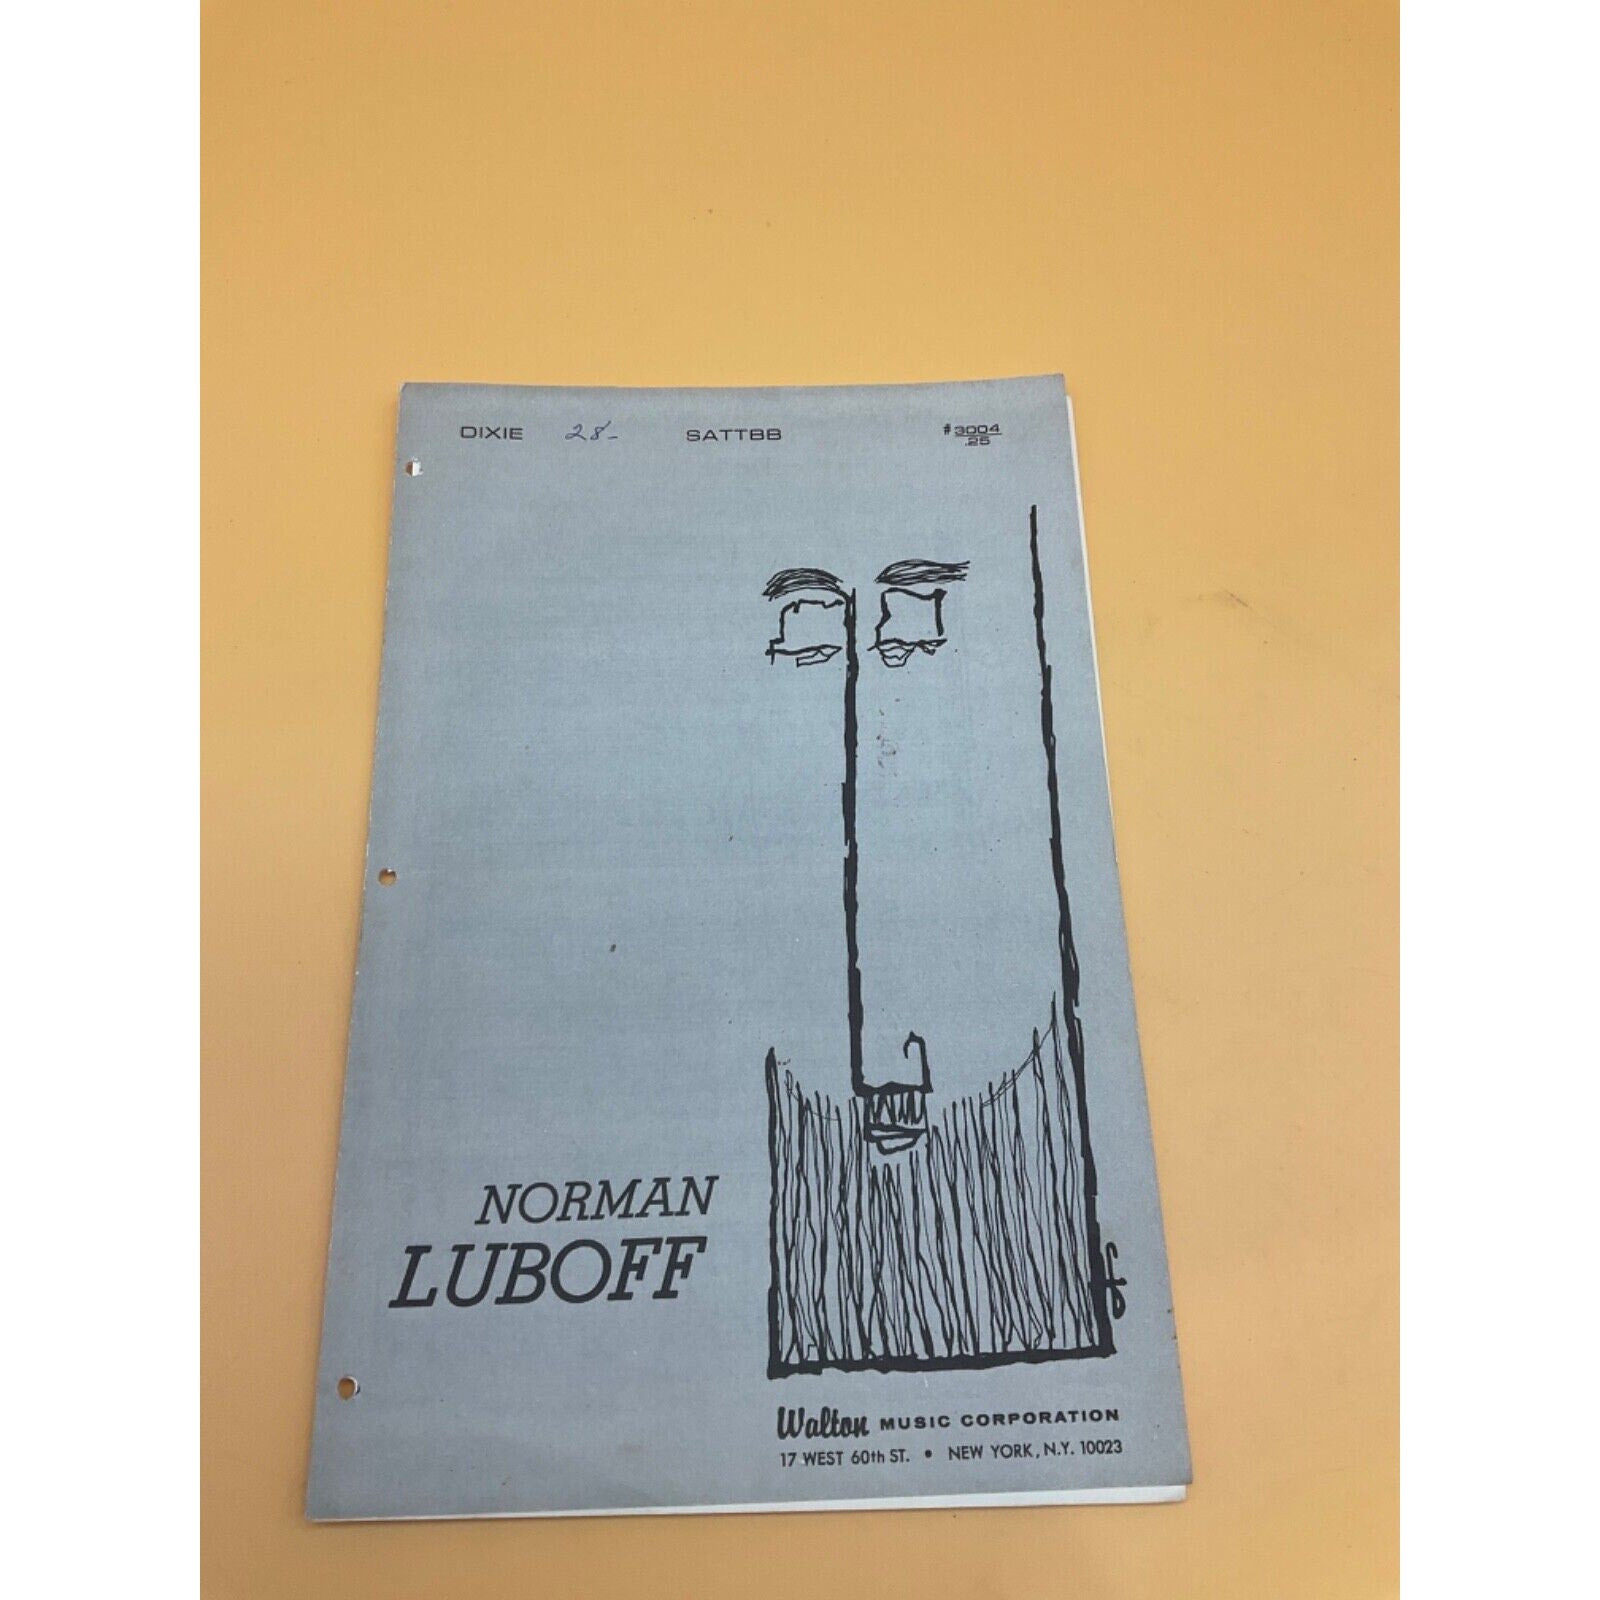 DIXIE 28- SATTBB #3004
.25
NORMAN
LUBOFF
Walton MUSIC CORPORATION
17 WEST 60th ST. • NEW YORK, N.Y. 10023